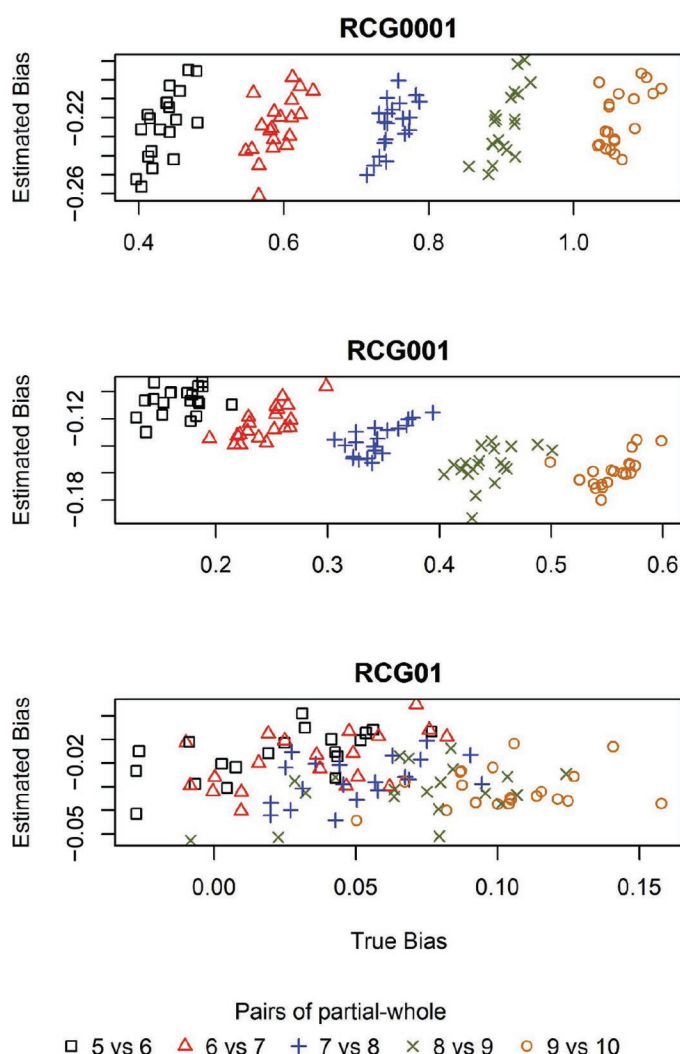 RCG0001
Estimated Bias
−0.22
−0.26
0.4 0.6 0.8 1.0
RCG001
Estimated Bias
−0.12
−0.18
0.2 0.3 0.4 0.5 0.6
RCG01
Estimated Bias
−0.02
−0.05
0.00 0.05 0.10 0.15
True Bias
Pairs of partial-whole
5 vs 6 6 vs 7 7 vs 8 8 vs 9 9 vs 10